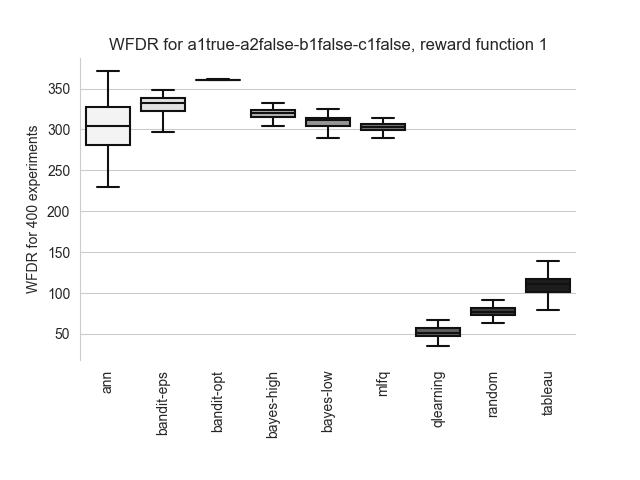 WFDR for a1true-a2false-b1false-c1false, reward function 1
WFDR for 400 experiments
350
300
250
200
150
100
50
ann
bandit-eps
bandit-opt
bayes-high
bayes-low
mlfq
qlearning
random
tableau